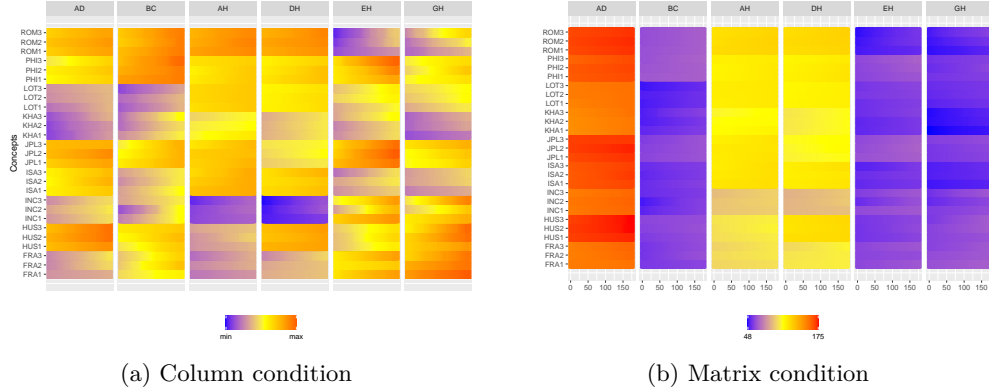 AD BC AH DH EH GH
Concepts
ROM3
ROM2
ROM1
PHI3
PHI2
PHI1
LOT3
LOT2
LOT1
KHA3
KHA2
KHA1
JPL3
JPL2
JPL1
ISA3
ISA2
ISA1
INC3
INC2
INC1
HUS3
HUS2
HUS1
FRA3
FRA2
FRA1
min max
(a) Column condition
AD BC AH DH EH GH
ROM3
ROM2
ROM1
PHI3
PHI2
PHI1
LOT3
LOT2
LOT1
KHA3
KHA2
KHA1
JPL3
JPL2
JPL1
ISA3
ISA2
ISA1
INC3
INC2
INC1
HUS3
HUS2
HUS1
FRA3
FRA2
FRA1
0 50 100 150 0 50 100 150 0 50 100 150 0 50 100 150 0 50 100 150 0 50 100 150
48 175
(b) Matrix condition